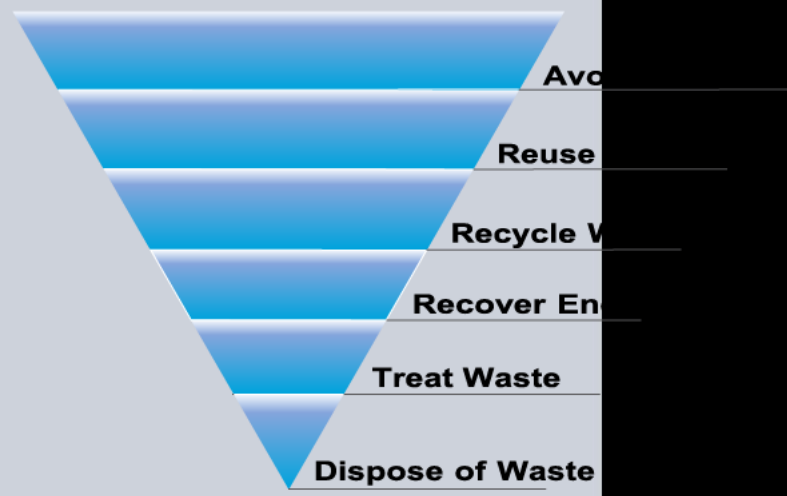 Reuse
Recycle
Recover
Treat Waste
Dispose of Waste